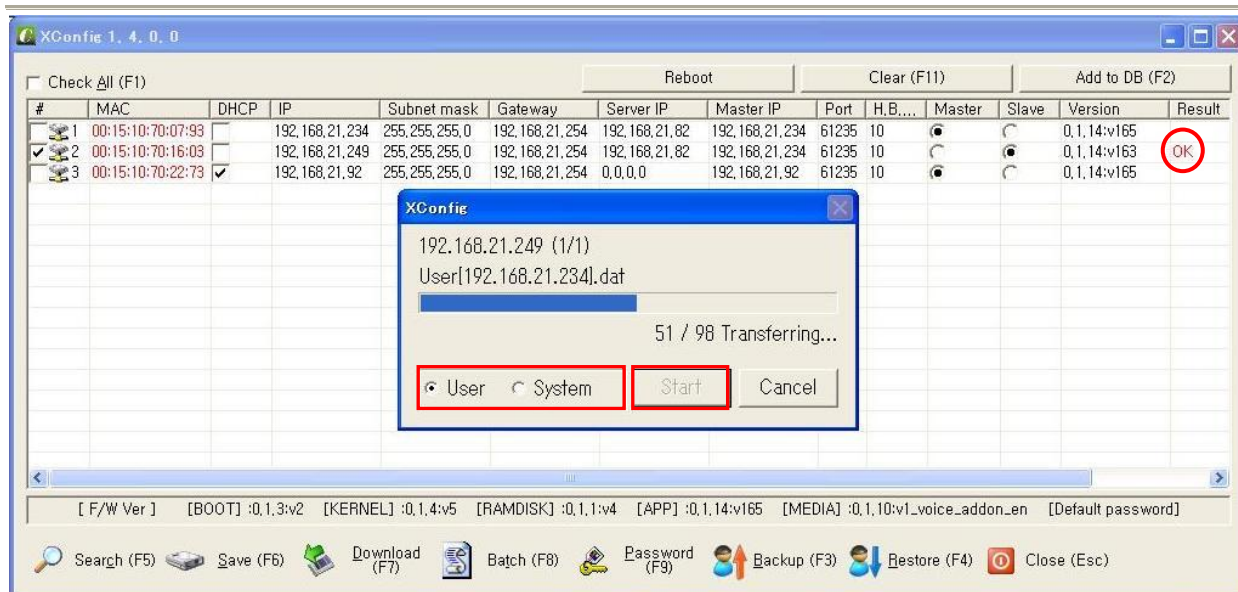 XConfig 1, 4, 0, 0
Check All (F1) Reboot Clear (F11) Add to DB (F2)
# MAC DHCP IP Subnet mask Gateway Server IP Master IP Port H,B,... Master Slave Version Result
1 00:15:10:70:07:93 192,168,21,234 255,255,255,0 192,168,21,254 192,168,21,82 192,168,21,234 61235 10 0,1,14:v165
2 00:15:10:70:16:03 192,168,21,249 255,255,255,0 192,168,21,254 192,168,21,82 192,168,21,234 61235 10 0,1,14:v163 OK
3 00:15:10:70:22:73 192,168,21,92 255,255,255,0 192,168,21,254 0,0,0,0 192,168,21,92 61235 10 0,1,14:v165
XConfig
192.168.21.249 (1/1)
User[192.168.21.234].dat
51 / 98 Transferring...
User System Start Cancel
[ F/W Ver ] [BOOT] :0,1,3:v2 [KERNEL] :0,1,4:v5 [RAMDISK] :0,1,1:v4 [APP] :0,1,14:v165 [MEDIA] :0,1,10:v1_voice_addon_en [Default password]
Search (F5) Save (F6) Download (F7) Batch (F8) Password (F9) Backup (F3) Restore (F4) Close (Esc)